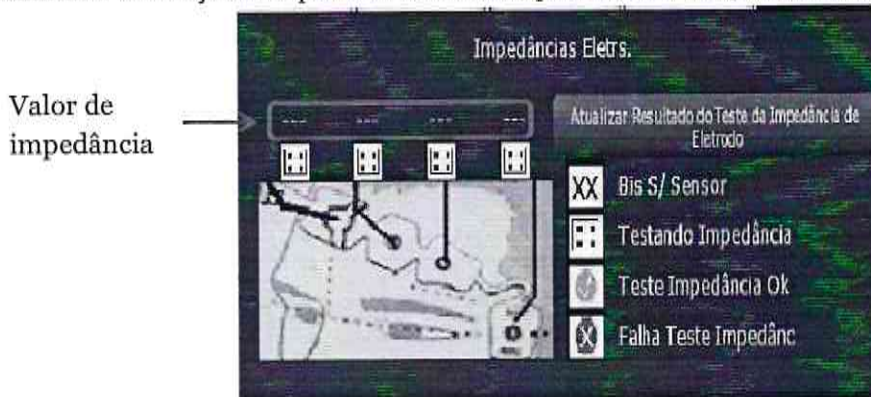 Impedâncias Eletrs.
Valor de
impedância
--- --- --- ---
Atualizar Resultado do Teste da Impedância de
Eletrodo
XX Bis S/ Sensor
Testando Impedância
Teste Impedância Ok
X Falha Teste Impedânc